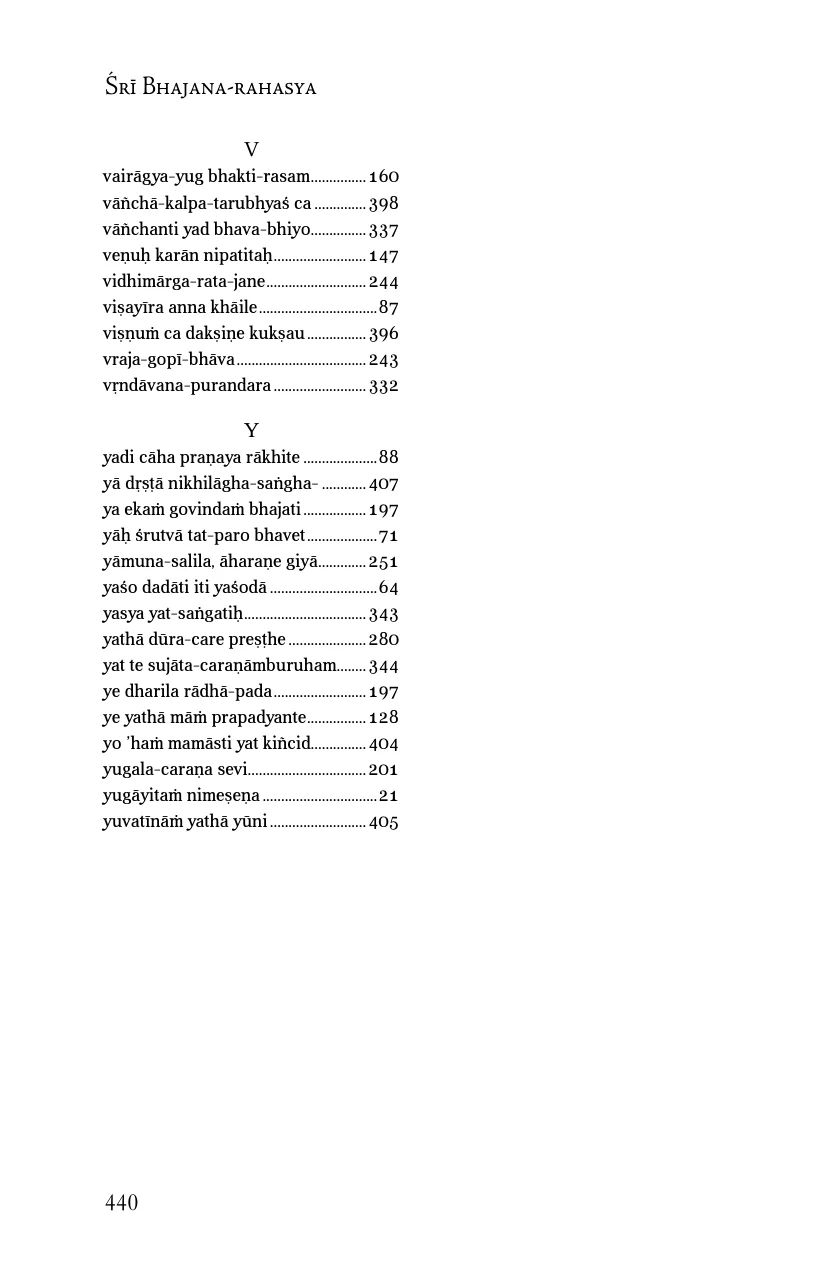 Śrī Bhajana-rahasya
V
vairāgya-yug bhakti-rasam............... 160
vāñchā-kalpa-tarubhyaś ca .............. 398
vāñchanti yad bhava-bhiyo............... 337
veṇuḥ karān nipatitaḥ......................... 147
vidhimārga-rata-jane........................... 244
viṣayīra anna khāile................................ 87
viṣṇuṁ ca dakṣiṇe kukṣau................ 396
vraja-gopī-bhāva................................... 243
vṛndāvana-purandara......................... 332
Y
yadi cāha praṇaya rākhite .................... 88
yā dṛṣṭā nikhilāgha-saṅgha- ............ 407
ya ekaṁ govindaṁ bhajati................. 197
yāḥ śrutvā tat-paro bhavet................... 71
yāmuna-salila, āharaṇe giyā............. 251
yaśo dadāti iti yaśodā ............................. 64
yasya yat-saṅgatiḥ................................. 343
yathā dūra-care preṣṭhe..................... 280
yat te sujāta-caraṇāmburuham........ 344
ye dharila rādhā-pada......................... 197
ye yathā māṁ prapadyante................ 128
yo ’haṁ mamāsti yat kiñcid............... 404
yugala-caraṇa sevi................................ 201
yugāyitaṁ nimeṣeṇa............................... 21
yuvatīnāṁ yathā yūni.......................... 405
440